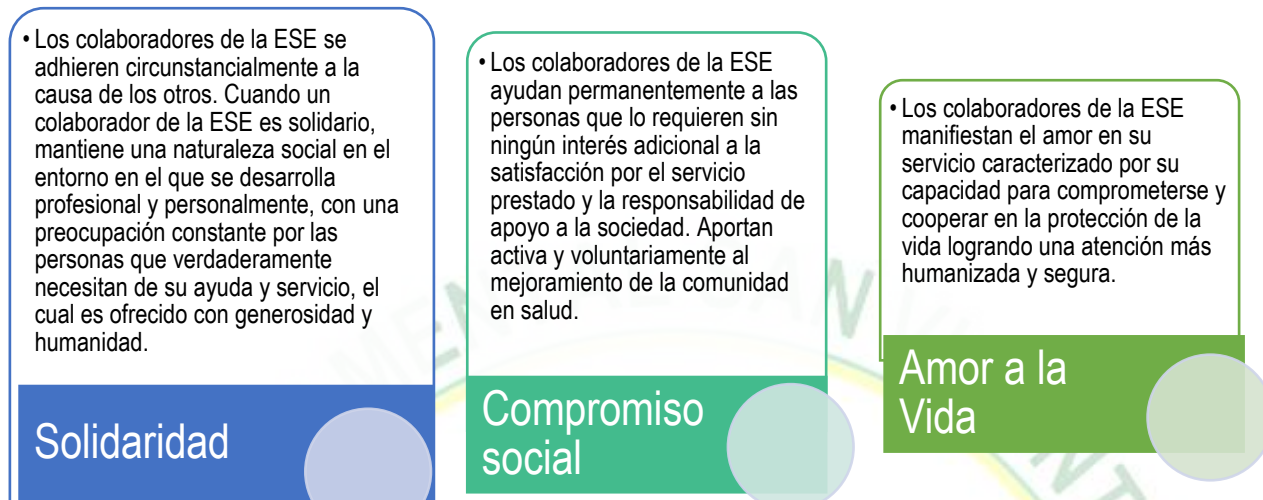 • Los colaboradores de la ESE se
adhieren circunstancialmente a la
causa de los otros. Cuando un
colaborador de la ESE es solidario,
mantiene una naturaleza social en el
entorno en el que se desarrolla
profesional y personalmente, con una
preocupación constante por las
personas que verdaderamente
necesitan de su ayuda y servicio, el
cual es ofrecido con generosidad y
humanidad.
Solidaridad
• Los colaboradores de la ESE
ayudan permanentemente a las
personas que lo requieren sin
ningún interés adicional a la
satisfacción por el servicio
prestado y la responsabilidad de
apoyo a la sociedad. Aportan
activa y voluntariamente al
mejoramiento de la comunidad
en salud.
Compromiso
social
• Los colaboradores de la ESE
manifiestan el amor en su
servicio caracterizado por su
capacidad para comprometerse y
cooperar en la protección de la
vida logrando una atención más
humanizada y segura.
Amor a la
Vida